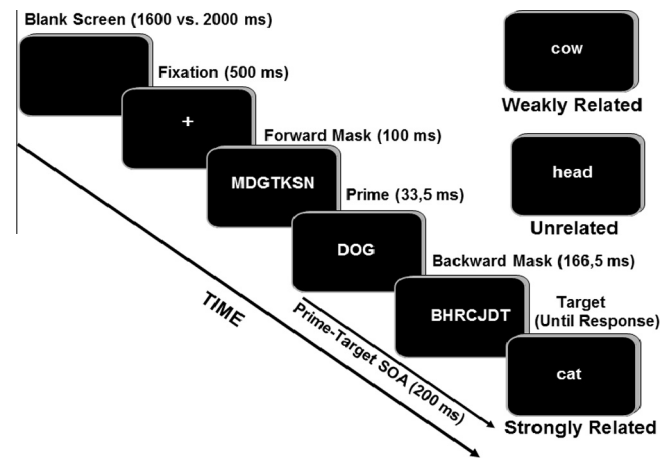 Blank Screen (1600 vs. 2000 ms)
Fixation (500 ms)
+
Forward Mask (100 ms)
MDGTKSN
Prime (33,5 ms)
DOG
Backward Mask (166,5 ms)
BHRCJDT
Target
(Until Response)
cat
Strongly Related
cow
Weakly Related
head
Unrelated
TIME
Prime-Target SOA (200 ms)